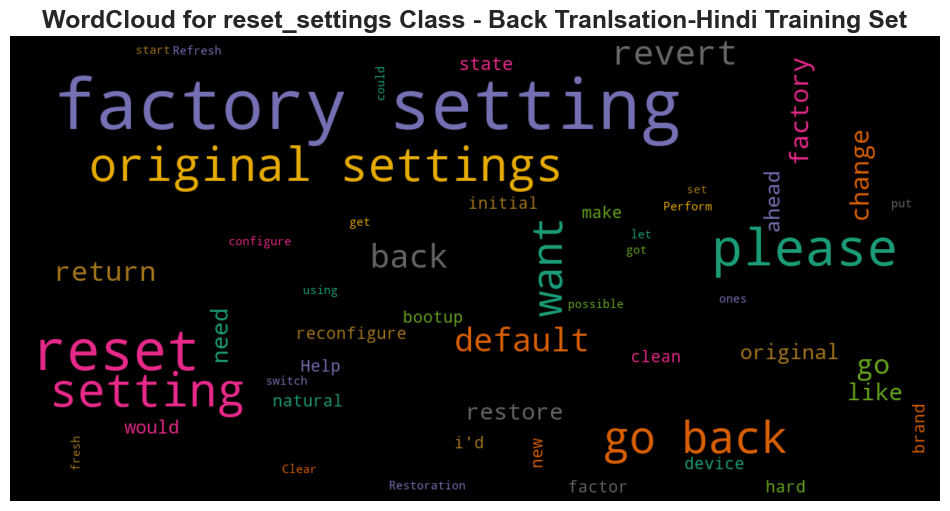 WordCloud for reset_settings Class - Back Tranlsation-Hindi Training Set
start Refresh
could
state
revert
factory setting
factory
original settings
change
ahead
initial
make
set
Perform
put
get
want
let
got
please
configure
back
return
using
possible
ones
need
bootup
reset
reconfigure
default
clean
original
go
Help
switch
setting
natural
like
would
restore
go back
brand
fresh
i'd
new
device
Clear
Restoration
factor
hard